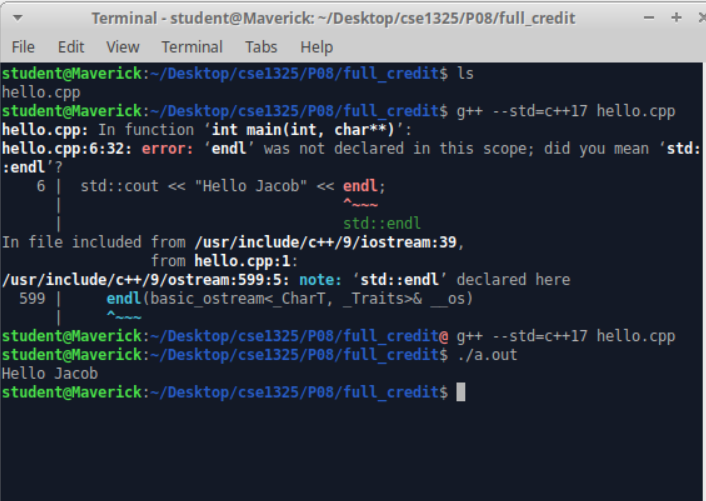 Terminal - student@Maverick: ~/Desktop/cse1325/P08/full_credit
File Edit View Terminal Tabs Help
student@Maverick:~/Desktop/cse1325/P08/full_credit$ ls
hello.cpp
student@Maverick:~/Desktop/cse1325/P08/full_credit$ g++ --std=c++17 hello.cpp
hello.cpp: In function ‘int main(int, char**)’:
hello.cpp:6:32: error: ‘endl’ was not declared in this scope; did you mean ‘std:
:endl’?
    6 |  std::cout << "Hello Jacob" << endl;
      |                                ^~~~
      |                                std::endl
In file included from /usr/include/c++/9/iostream:39,
                 from hello.cpp:1:
/usr/include/c++/9/ostream:599:5: note: ‘std::endl’ declared here
  599 |     endl(basic_ostream<_CharT, _Traits>& __os)
      |     ^~~~
student@Maverick:~/Desktop/cse1325/P08/full_credit@ g++ --std=c++17 hello.cpp
student@Maverick:~/Desktop/cse1325/P08/full_credit$ ./a.out
Hello Jacob
student@Maverick:~/Desktop/cse1325/P08/full_credit$